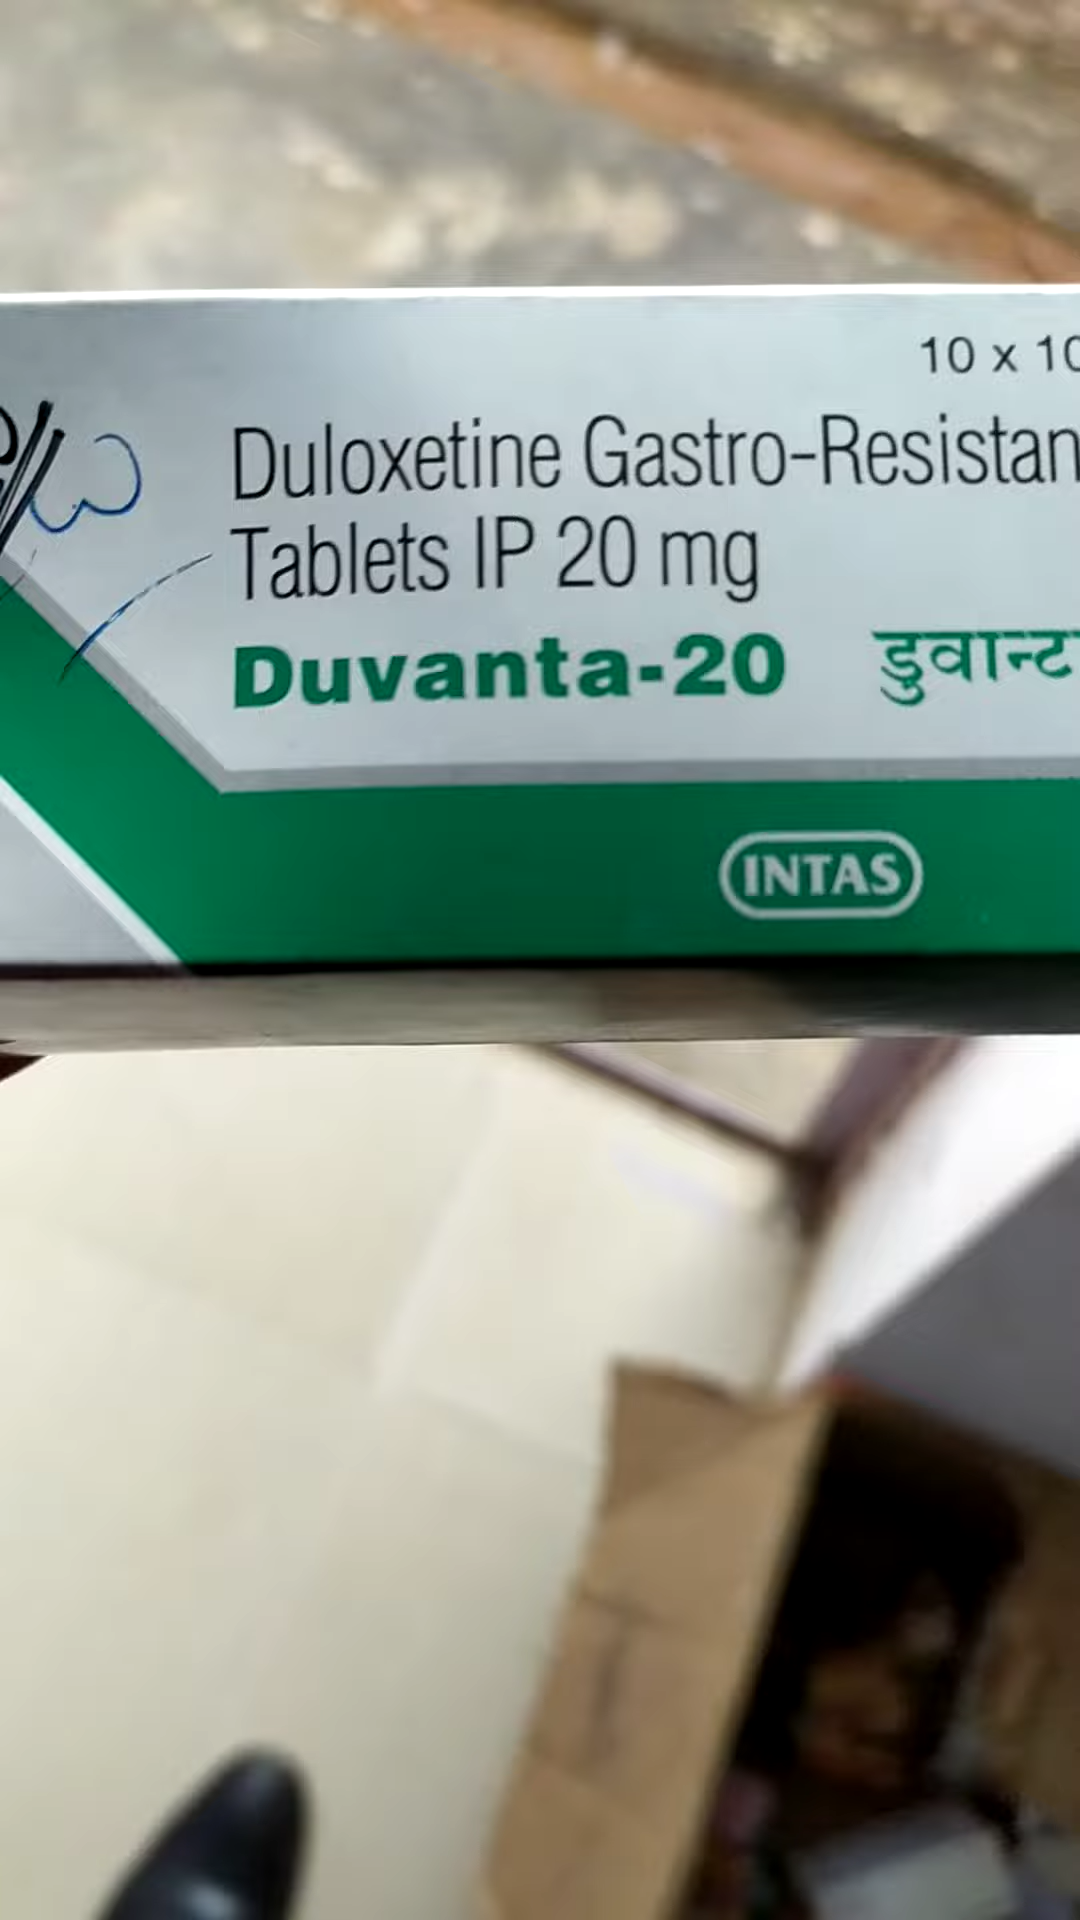 10 x 10
Duloxetine Gastro-Resistan
Tablets IP 20 mg
Duvanta-20 डुवान्ट
INTAS